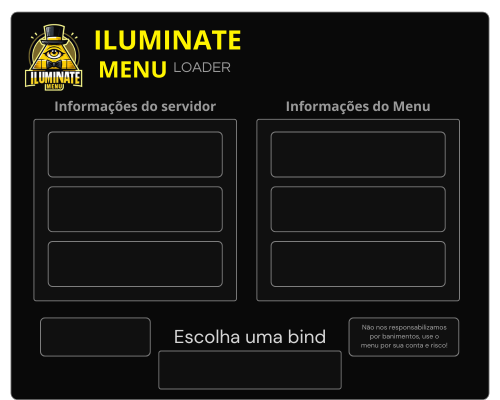 ILUMINATE
MENU LOADER
ILUMINATE
MENU
Informações do servidor
Informações do Menu
Escolha uma bind
Não nos responsabilizamos
por banimentos, use o
menu por sua conta e risco!